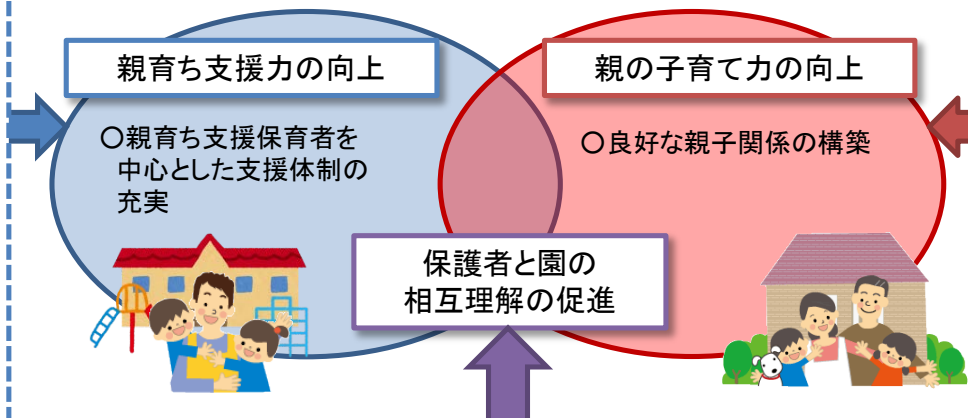 親育ち支援力の向上
親の子育て力の向上
〇親育ち支援保育者を
中心とした支援体制の
充実
〇良好な親子関係の構築
保護者と園の
相互理解の促進